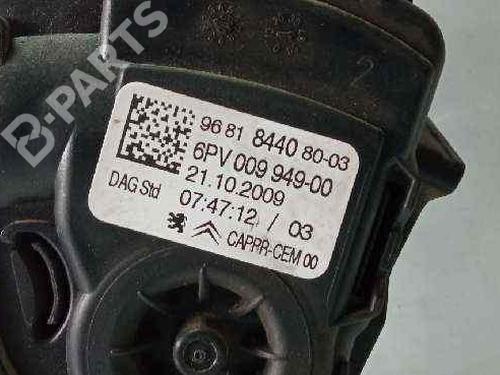 B-PARTS
2
96 81 8440 80-03
6PV 009 949-00
21.10.2009
DAG Std 07:47:12 / 03
CAPPR-CEM 00